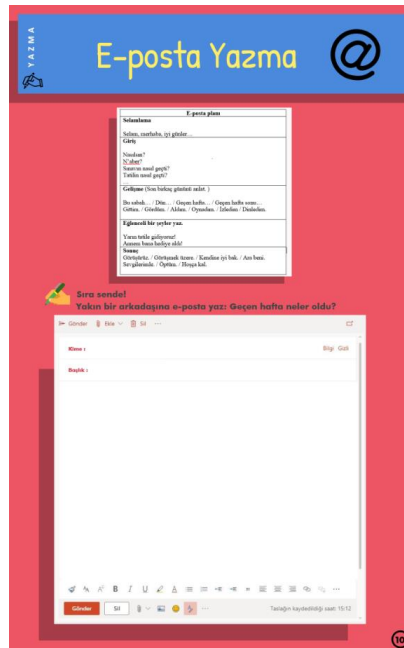 YAZMA
E-posta Yazma
@
E-posta planı
Selamlama
Selam, merhaba, iyi günler…
Giriş
Nasılsın?
N'aber?
Sınavın nasıl geçti?
Tatilin nasıl geçti?
Gelişme (Son birkaç gününü anlat. )
Bu sabah… / Dün… / Geçen hafta… / Geçen hafta sonu…
Gittim. / Gördüm. / Aldım. / Oynadım. / İzledim / Dinledim.
Eğlenceli bir şeyler yaz.
Yarın tatile gidiyoruz!
Annem bana hediye aldı!
Sonuç
Görüşürüz. / Görüşmek üzere. / Kendine iyi bak. / Ara beni.
Sevgilerimle. / Öptüm. / Hoşça kal.
Sıra sende!
Yakın bir arkadaşına e-posta yaz: Geçen hafta neler oldu?
Gönder Ekle Sil ...
Kime : Bilgi Gizli
Başlık :
B I U A
Gönder Sil ... Taslağın kaydedildiği saat: 15:12
10